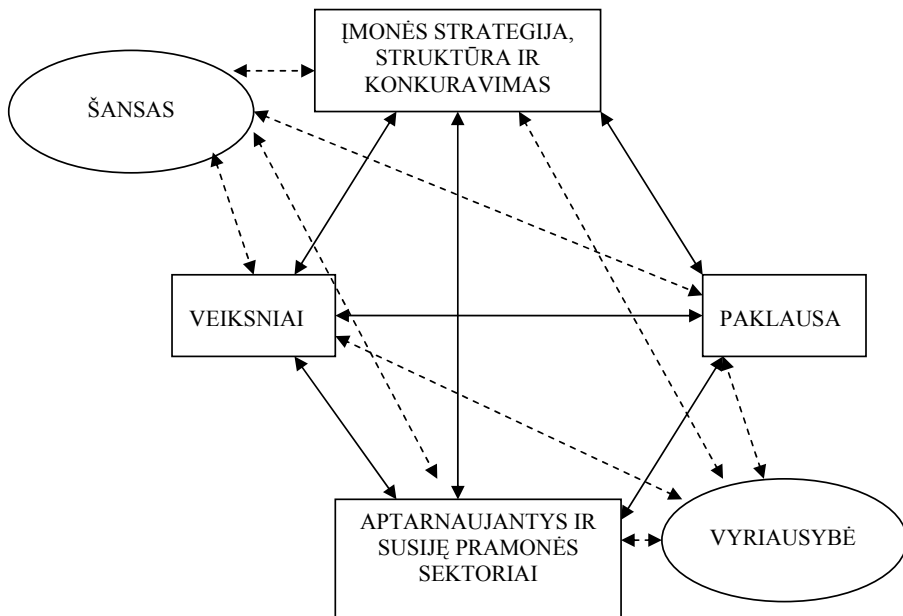 ĮMONĖS STRATEGIJA,
STRUKTŪRA IR
KONKURAVIMAS
ŠANSAS
VEIKSNIAI
PAKLAUSA
APTARNAUJANTYS IR
SUSIJĘ PRAMONĖS
SEKTORIAI
VYRIAUSYBĖ